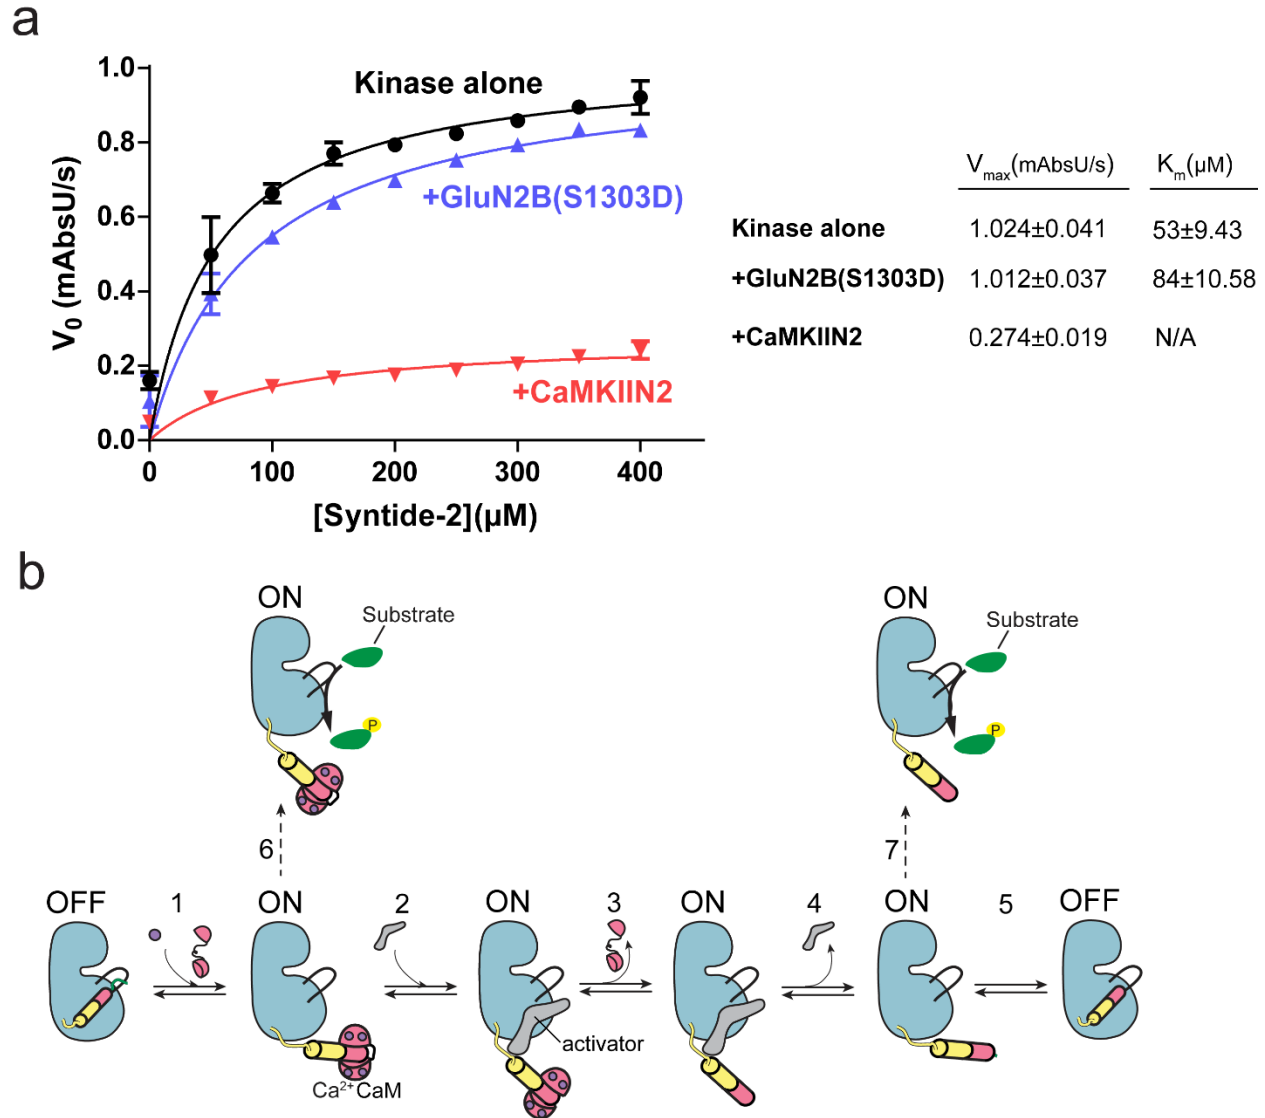 a
1.0
0.8
0.6
0.4
0.2
0.0
V0 (mAbsU/s)
0
100
200
300
400
[Syntide-2](μM)
Kinase alone
+GluN2B(S1303D)
+CaMKIIN2
Vmax(mAbsU/s) Km(μM)
Kinase alone 1.024±0.041 53±9.43
+GluN2B(S1303D) 1.012±0.037 84±10.58
+CaMKIIN2 0.274±0.019 N/A
b
ON
Substrate
P
ON
Substrate
P
6
7
OFF
1
ON
2
ON
3
ON
4
ON
5
OFF
activator
Ca2+CaM